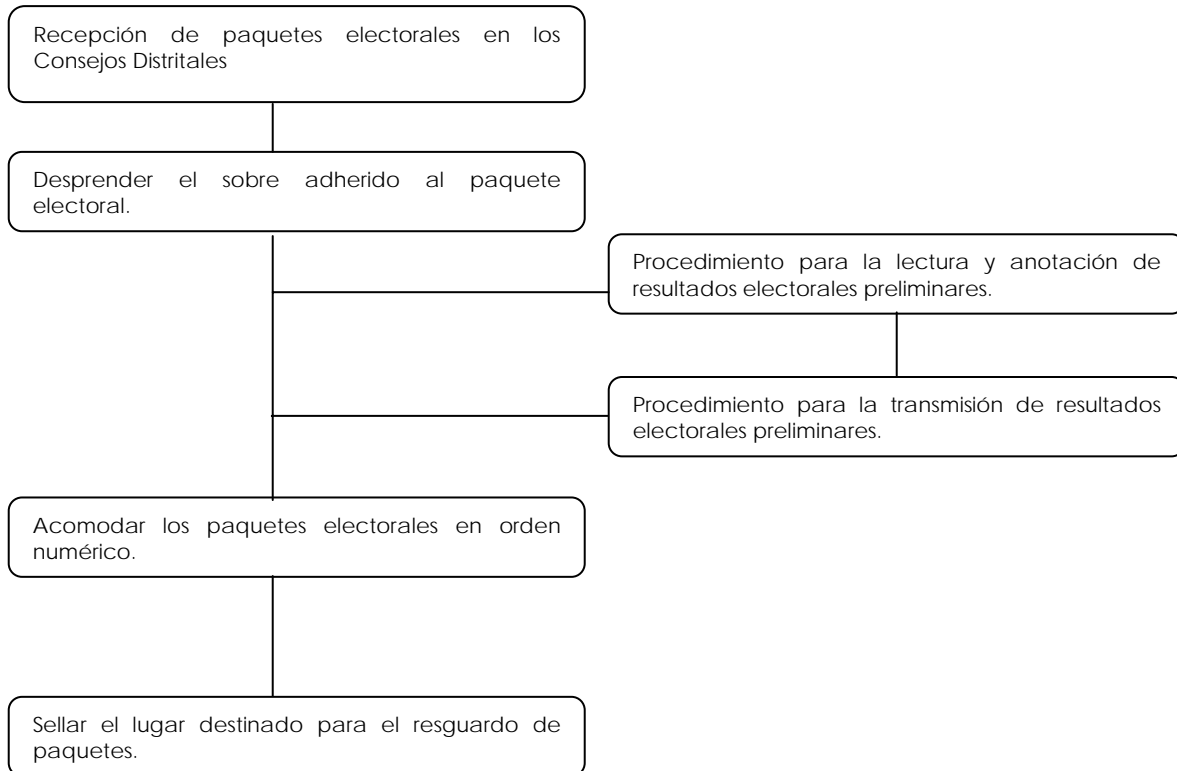 Recepción de paquetes electorales en los
Consejos Distritales
Desprender el sobre adherido al paquete
electoral.
Procedimiento para la lectura y anotación de
resultados electorales preliminares.
Procedimiento para la transmisión de resultados
electorales preliminares.
Acomodar los paquetes electorales en orden
numérico.
Sellar el lugar destinado para el resguardo de
paquetes.